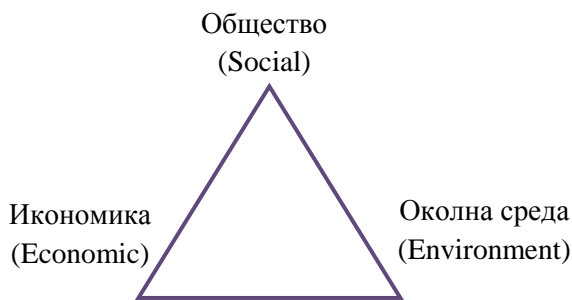 Общество
(Social)
Икономика
(Economic)
Околна среда
(Environment)